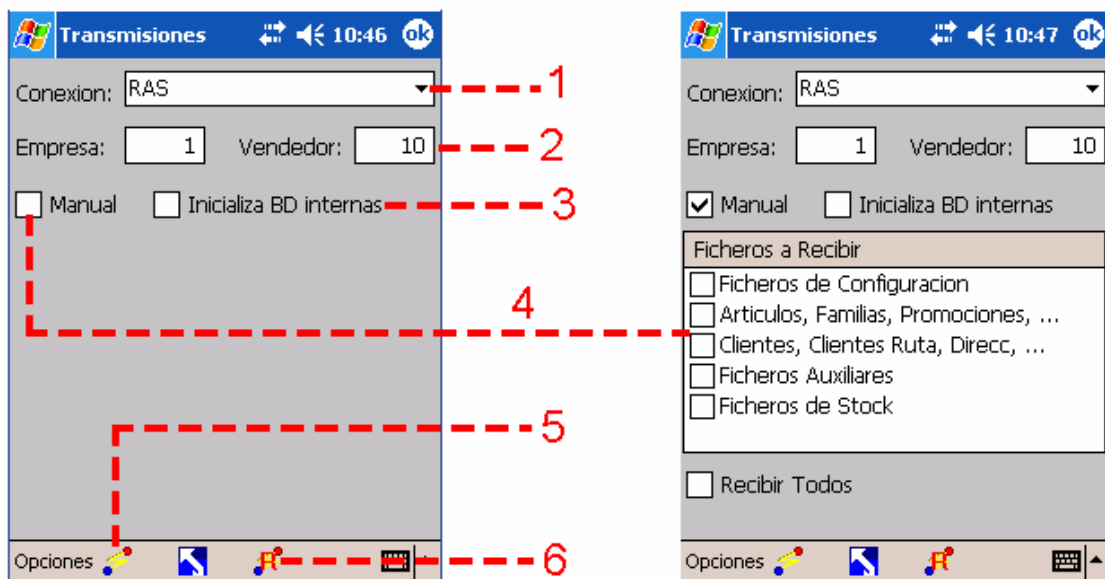 Transmisiones 10:46 ok
Conexion: RAS
Empresa: 1 Vendedor: 10
Manual Inicializa BD internas
Opciones R
1
2
3
4
5
6
Transmisiones 10:47 ok
Conexion: RAS
Empresa: 1 Vendedor: 10
Manual Inicializa BD internas
Ficheros a Recibir
Ficheros de Configuracion
Articulos, Familias, Promociones, ...
Clientes, Clientes Ruta, Direcc, ...
Ficheros Auxiliares
Ficheros de Stock
Recibir Todos
Opciones R